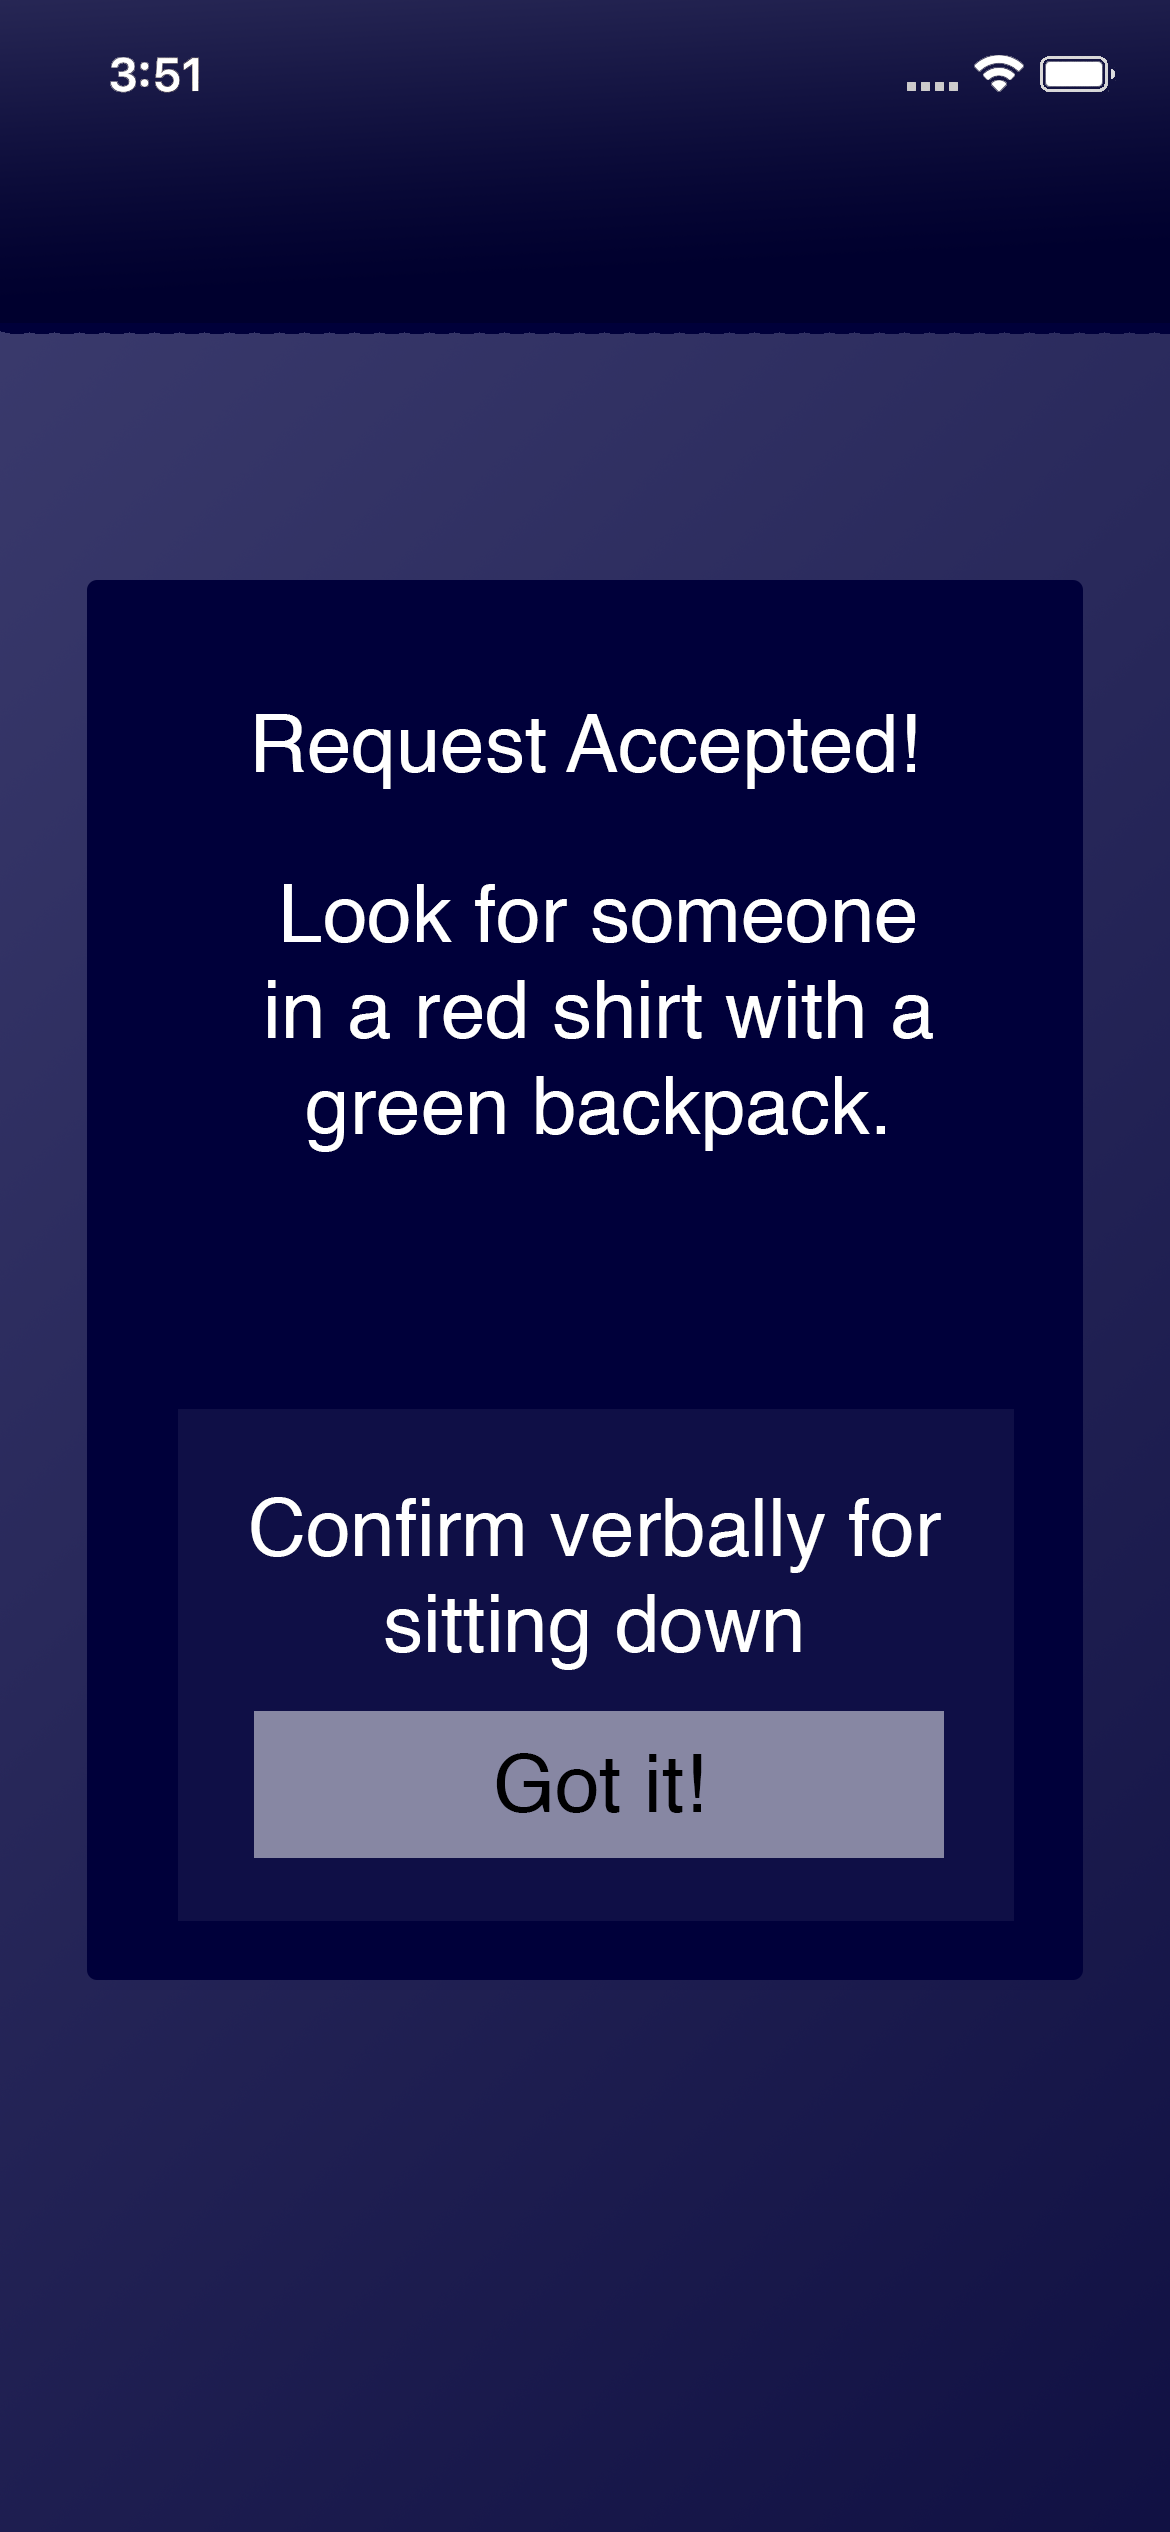 3:51
Request Accepted!
Look for someone
in a red shirt with a
green backpack.
Confirm verbally for
sitting down
Got it!